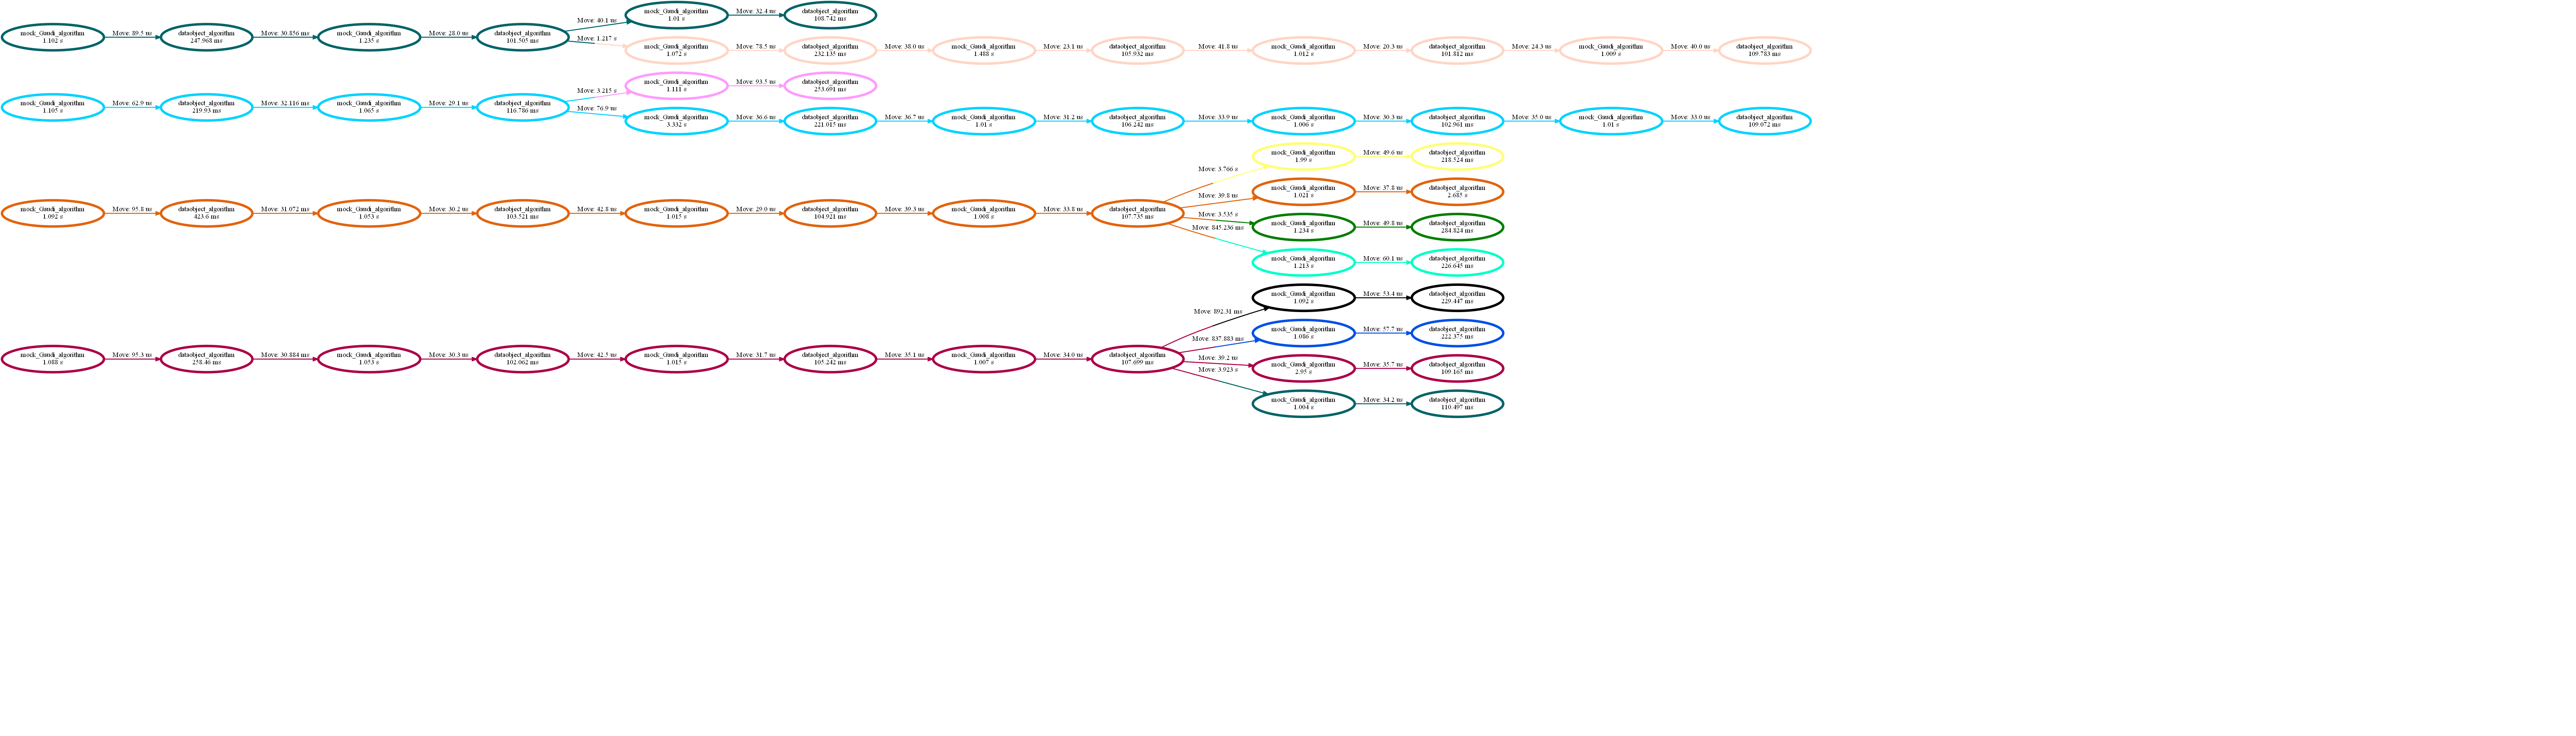 mock_Gaudi_algorithm
1.102 s
Move: 89.5 us
dataobject_algorithm
247.968 ms
Move: 30.856 ms
mock_Gaudi_algorithm
1.235 s
Move: 28.0 us
dataobject_algorithm
101.505 ms
Move: 40.1 us
mock_Gaudi_algorithm
1.01 s
Move: 32.4 us
dataobject_algorithm
108.742 ms
Move: 1.217 s
mock_Gaudi_algorithm
1.072 s
Move: 78.5 us
dataobject_algorithm
232.135 ms
Move: 38.0 us
mock_Gaudi_algorithm
1.488 s
Move: 23.1 us
dataobject_algorithm
105.932 ms
Move: 41.8 us
mock_Gaudi_algorithm
1.012 s
Move: 20.3 us
dataobject_algorithm
101.812 ms
Move: 24.3 us
mock_Gaudi_algorithm
1.009 s
Move: 40.0 us
dataobject_algorithm
109.783 ms
mock_Gaudi_algorithm
1.105 s
Move: 62.9 us
dataobject_algorithm
219.93 ms
Move: 32.116 ms
mock_Gaudi_algorithm
1.065 s
Move: 29.1 us
dataobject_algorithm
116.786 ms
Move: 3.215 s
mock_Gaudi_algorithm
1.111 s
Move: 93.5 us
dataobject_algorithm
253.691 ms
Move: 76.9 us
mock_Gaudi_algorithm
3.332 s
Move: 36.6 us
dataobject_algorithm
221.015 ms
Move: 36.7 us
mock_Gaudi_algorithm
1.01 s
Move: 31.2 us
dataobject_algorithm
106.242 ms
Move: 33.9 us
mock_Gaudi_algorithm
1.006 s
Move: 30.3 us
dataobject_algorithm
102.961 ms
Move: 35.0 us
mock_Gaudi_algorithm
1.01 s
Move: 33.0 us
dataobject_algorithm
109.072 ms
mock_Gaudi_algorithm
1.092 s
Move: 95.8 us
dataobject_algorithm
423.6 ms
Move: 31.072 ms
mock_Gaudi_algorithm
1.053 s
Move: 30.2 us
dataobject_algorithm
103.521 ms
Move: 42.8 us
mock_Gaudi_algorithm
1.015 s
Move: 29.0 us
dataobject_algorithm
104.921 ms
Move: 39.3 us
mock_Gaudi_algorithm
1.008 s
Move: 33.8 us
dataobject_algorithm
107.735 ms
Move: 3.766 s
mock_Gaudi_algorithm
1.99 s
Move: 49.6 us
dataobject_algorithm
218.524 ms
Move: 39.8 us
mock_Gaudi_algorithm
1.021 s
Move: 37.8 us
dataobject_algorithm
2.685 s
Move: 3.535 s
mock_Gaudi_algorithm
1.234 s
Move: 49.8 us
dataobject_algorithm
284.824 ms
Move: 845.236 ms
mock_Gaudi_algorithm
1.213 s
Move: 60.1 us
dataobject_algorithm
226.645 ms
mock_Gaudi_algorithm
1.088 s
Move: 95.3 us
dataobject_algorithm
258.46 ms
Move: 30.884 ms
mock_Gaudi_algorithm
1.053 s
Move: 30.3 us
dataobject_algorithm
102.062 ms
Move: 42.5 us
mock_Gaudi_algorithm
1.015 s
Move: 31.7 us
dataobject_algorithm
105.242 ms
Move: 35.1 us
mock_Gaudi_algorithm
1.007 s
Move: 34.0 us
dataobject_algorithm
107.699 ms
Move: 892.31 ms
mock_Gaudi_algorithm
1.092 s
Move: 53.4 us
dataobject_algorithm
229.447 ms
Move: 837.883 ms
mock_Gaudi_algorithm
1.086 s
Move: 57.7 us
dataobject_algorithm
222.375 ms
Move: 39.2 us
mock_Gaudi_algorithm
2.95 s
Move: 35.7 us
dataobject_algorithm
109.165 ms
Move: 3.923 s
mock_Gaudi_algorithm
1.004 s
Move: 34.2 us
dataobject_algorithm
110.497 ms